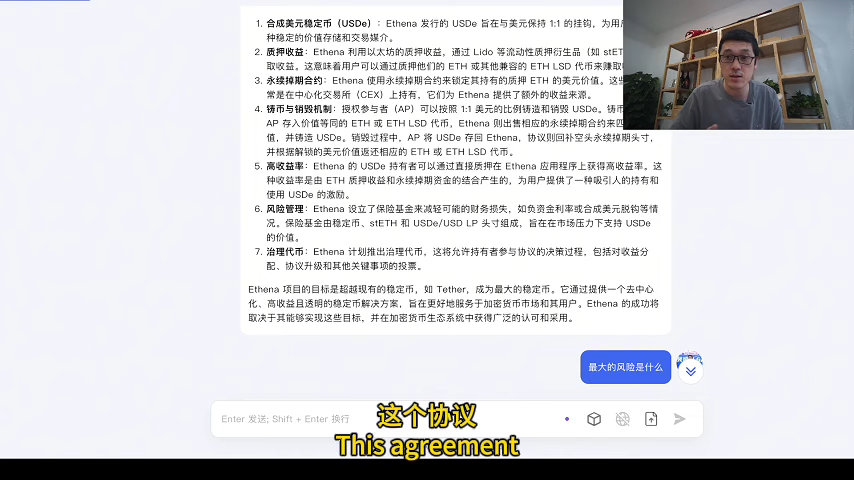 1. 合成美元稳定币（USDe）：Ethena 发行的 USDe 旨在与美元保持 1:1 的挂钩，为用
种稳定的价值存储和交易媒介。
2. 质押收益：Ethena 利用以太坊的质押收益，通过 Lido 等流动性质押衍生品（如 stET
取收益。这意味着用户可以通过质押他们的 ETH 或其他兼容的 ETH LSD 代币来赚取
3. 永续掉期合约：Ethena 使用永续掉期合约来锁定其持有的质押 ETH 的美元价值。这
常是在中心化交易所（CEX）上持有，它们为 Ethena 提供了额外的收益来源。
4. 铸币与销毁机制：授权参与者（AP）可以按照 1:1 美元的比例铸造和销毁 USDe。铸
AP 存入价值等同的 ETH 或 ETH LSD 代币，Ethena 则出售相应的永续掉期合约来匹
值，并铸造 USDe。销毁过程中，AP 将 USDe 存回 Ethena，协议则回补空头永续掉期头寸，
并根据解锁的美元价值返还相应的 ETH 或 ETH LSD 代币。
5. 高收益率：Ethena 的 USDe 持有者可以通过直接质押在 Ethena 应用程序上获得高收益率。这
种收益率是由 ETH 质押收益和永续掉期资金的结合产生的，为用户提供了一种吸引人的持有和
使用 USDe 的激励。
6. 风险管理：Ethena 设立了保险基金来减轻可能的财务损失，如负资金利率或合成美元脱钩等情
况。保险基金由稳定币、stETH 和 USDe/USD LP 头寸组成，旨在在市场压力下支持 USDe
的价值。
7. 治理代币：Ethena 计划推出治理代币，这将允许持有者参与协议的决策过程，包括对收益分
配、协议升级和其他关键事项的投票。
Ethena 项目的目标是超越现有的稳定币，如 Tether，成为最大的稳定币。它通过提供一个去中心
化、高收益且透明的稳定币解决方案，旨在更好地服务于加密货币市场和其用户。Ethena 的成功将
取决于其能够实现这些目标，并在加密货币生态系统中获得广泛的认可和采用。
最大的风险是什么
Enter 发送; Shift + Enter 换行
这个协议
This agreement